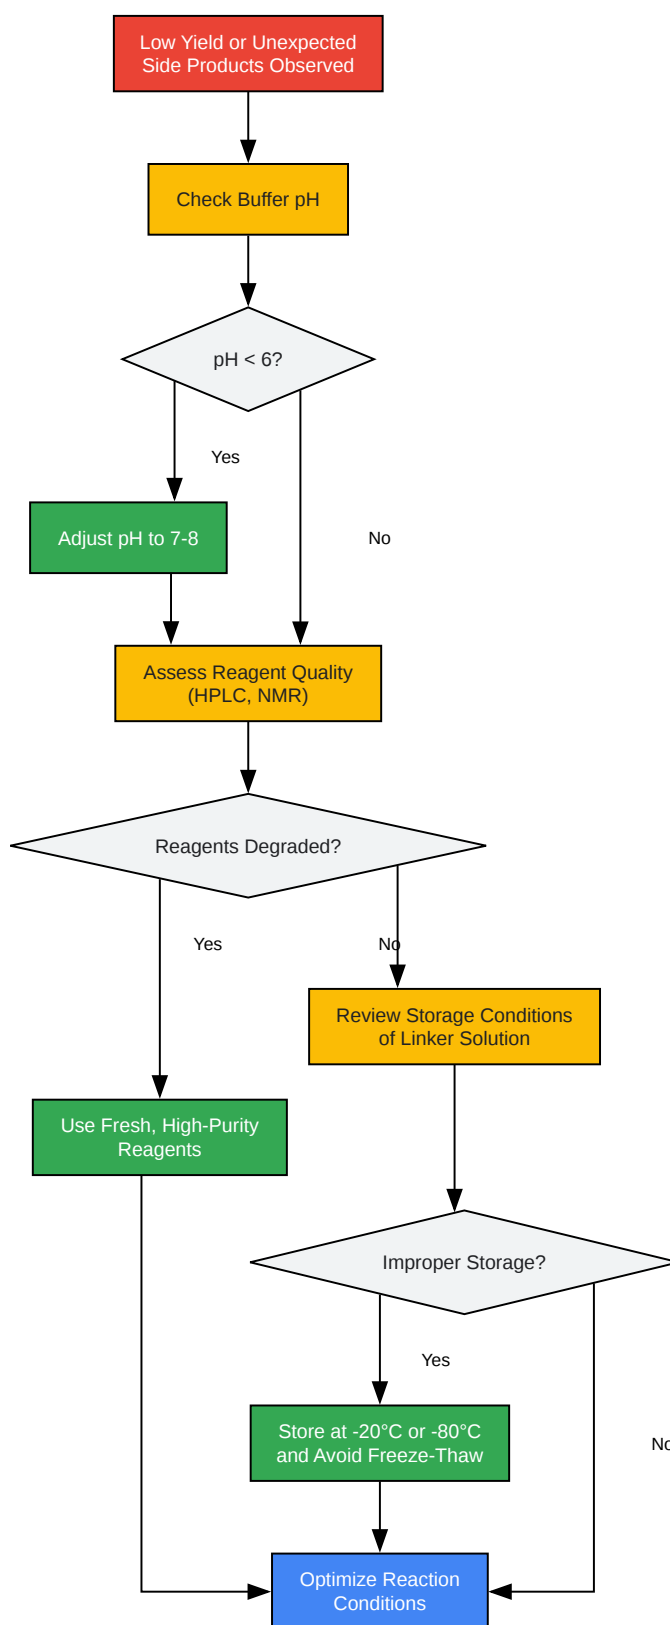 Low Yield or Unexpected
Side Products Observed
Check Buffer pH
pH < 6?
Yes
Adjust pH to 7-8
No
Assess Reagent Quality
(HPLC, NMR)
Reagents Degraded?
Yes
No
Review Storage Conditions
of Linker Solution
Use Fresh, High-Purity
Reagents
Improper Storage?
Yes
Store at -20°C or -80°C
and Avoid Freeze-Thaw
No
Optimize Reaction
Conditions